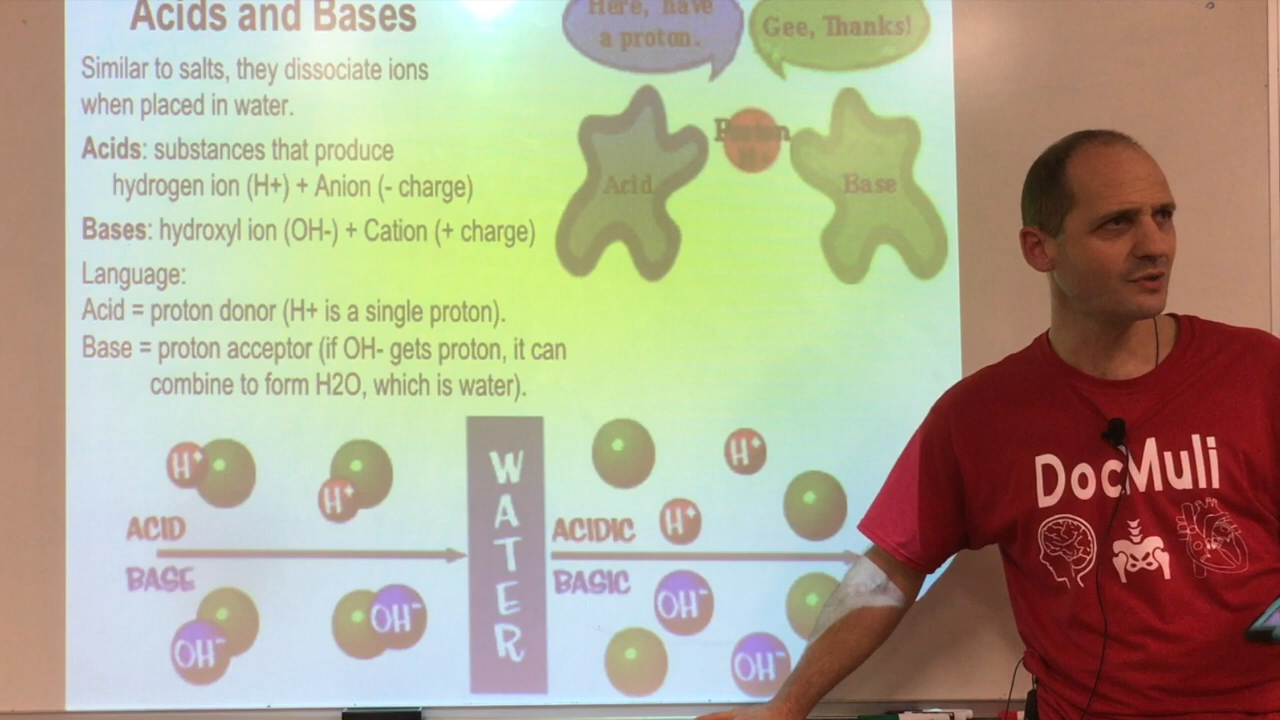 Acids and Bases
Similar to salts, they dissociate ions
when placed in water.
Acids: substances that produce
hydrogen ion (H+) + Anion (- charge)
Bases: hydroxyl ion (OH-) + Cation (+ charge)
Language:
Acid = proton donor (H+ is a single proton).
Base = proton acceptor (if OH- gets proton, it can
combine to form H2O, which is water).
Here, have
a proton.
Gee, Thanks!
Acid
Proton
H+
Base
H+
H+
ACID
BASE
OH-
OH-
WATER
H+
H+
ACIDIC
BASIC
OH-
OH-
DocMuli